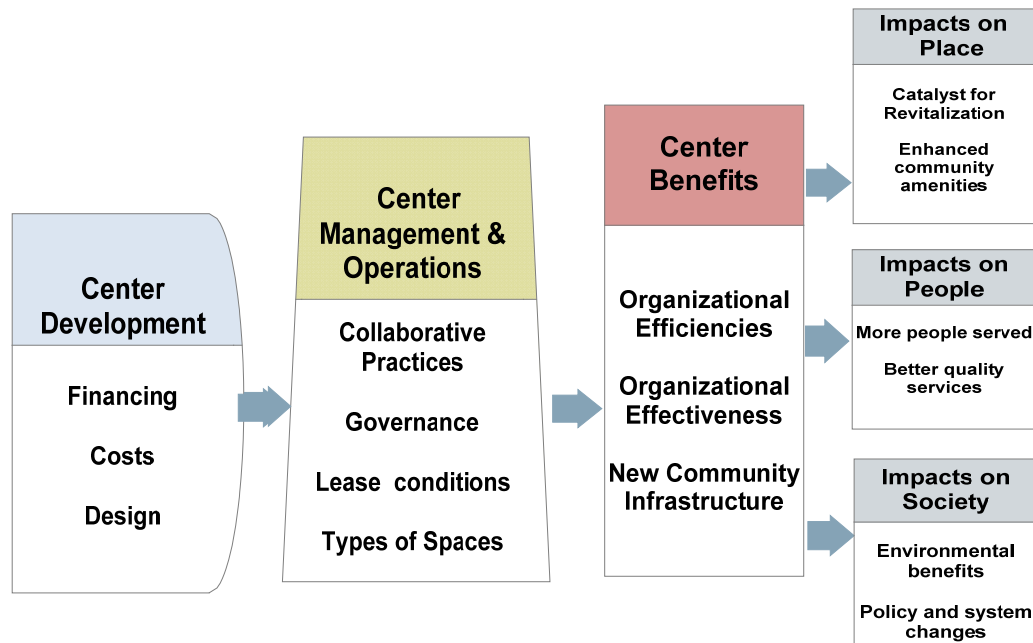 Center
Development
Financing
Costs
Design
Center
Management &
Operations
Collaborative
Practices
Governance
Lease conditions
Types of Spaces
Center
Benefits
Organizational
Efficiencies
Organizational
Effectiveness
New Community
Infrastructure
Impacts on
Place
Catalyst for
Revitalization
Enhanced
community
amenities
Impacts on
People
More people served
Better quality
services
Impacts on
Society
Environmental
benefits
Policy and system
changes